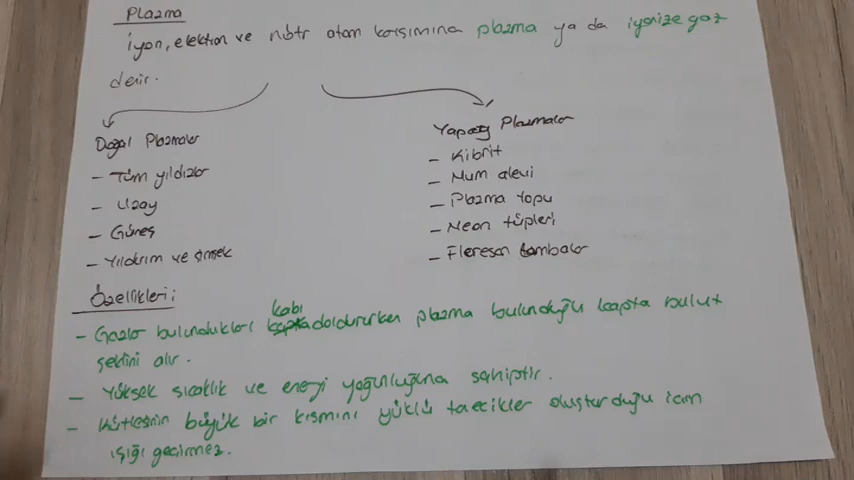 Plazma
iyon, elektron ve nötr atom karışımına plazma ya da iyonize gaz
denir.
Doğal Plazmalar
- Tüm yıldızlar
- Uzay
- Güneş
- Yıldırım ve şimşek
Yapay Plazmalar
- Kibrit
- Mum alevi
- Plazma topu
- Neon tüpleri
- Floresan lambalar
Özellikleri:
kabı
- Gazlar bulundukları doldururken plazma bulunduğu kapta bulut
şeklini alır.
- Yüksek sıcaklık ve enerji yoğunluğuna sahiptir.
- Kütlesinin büyük bir kısmını yüklü tanecikler oluşturduğu için
ışığı geçirmez.